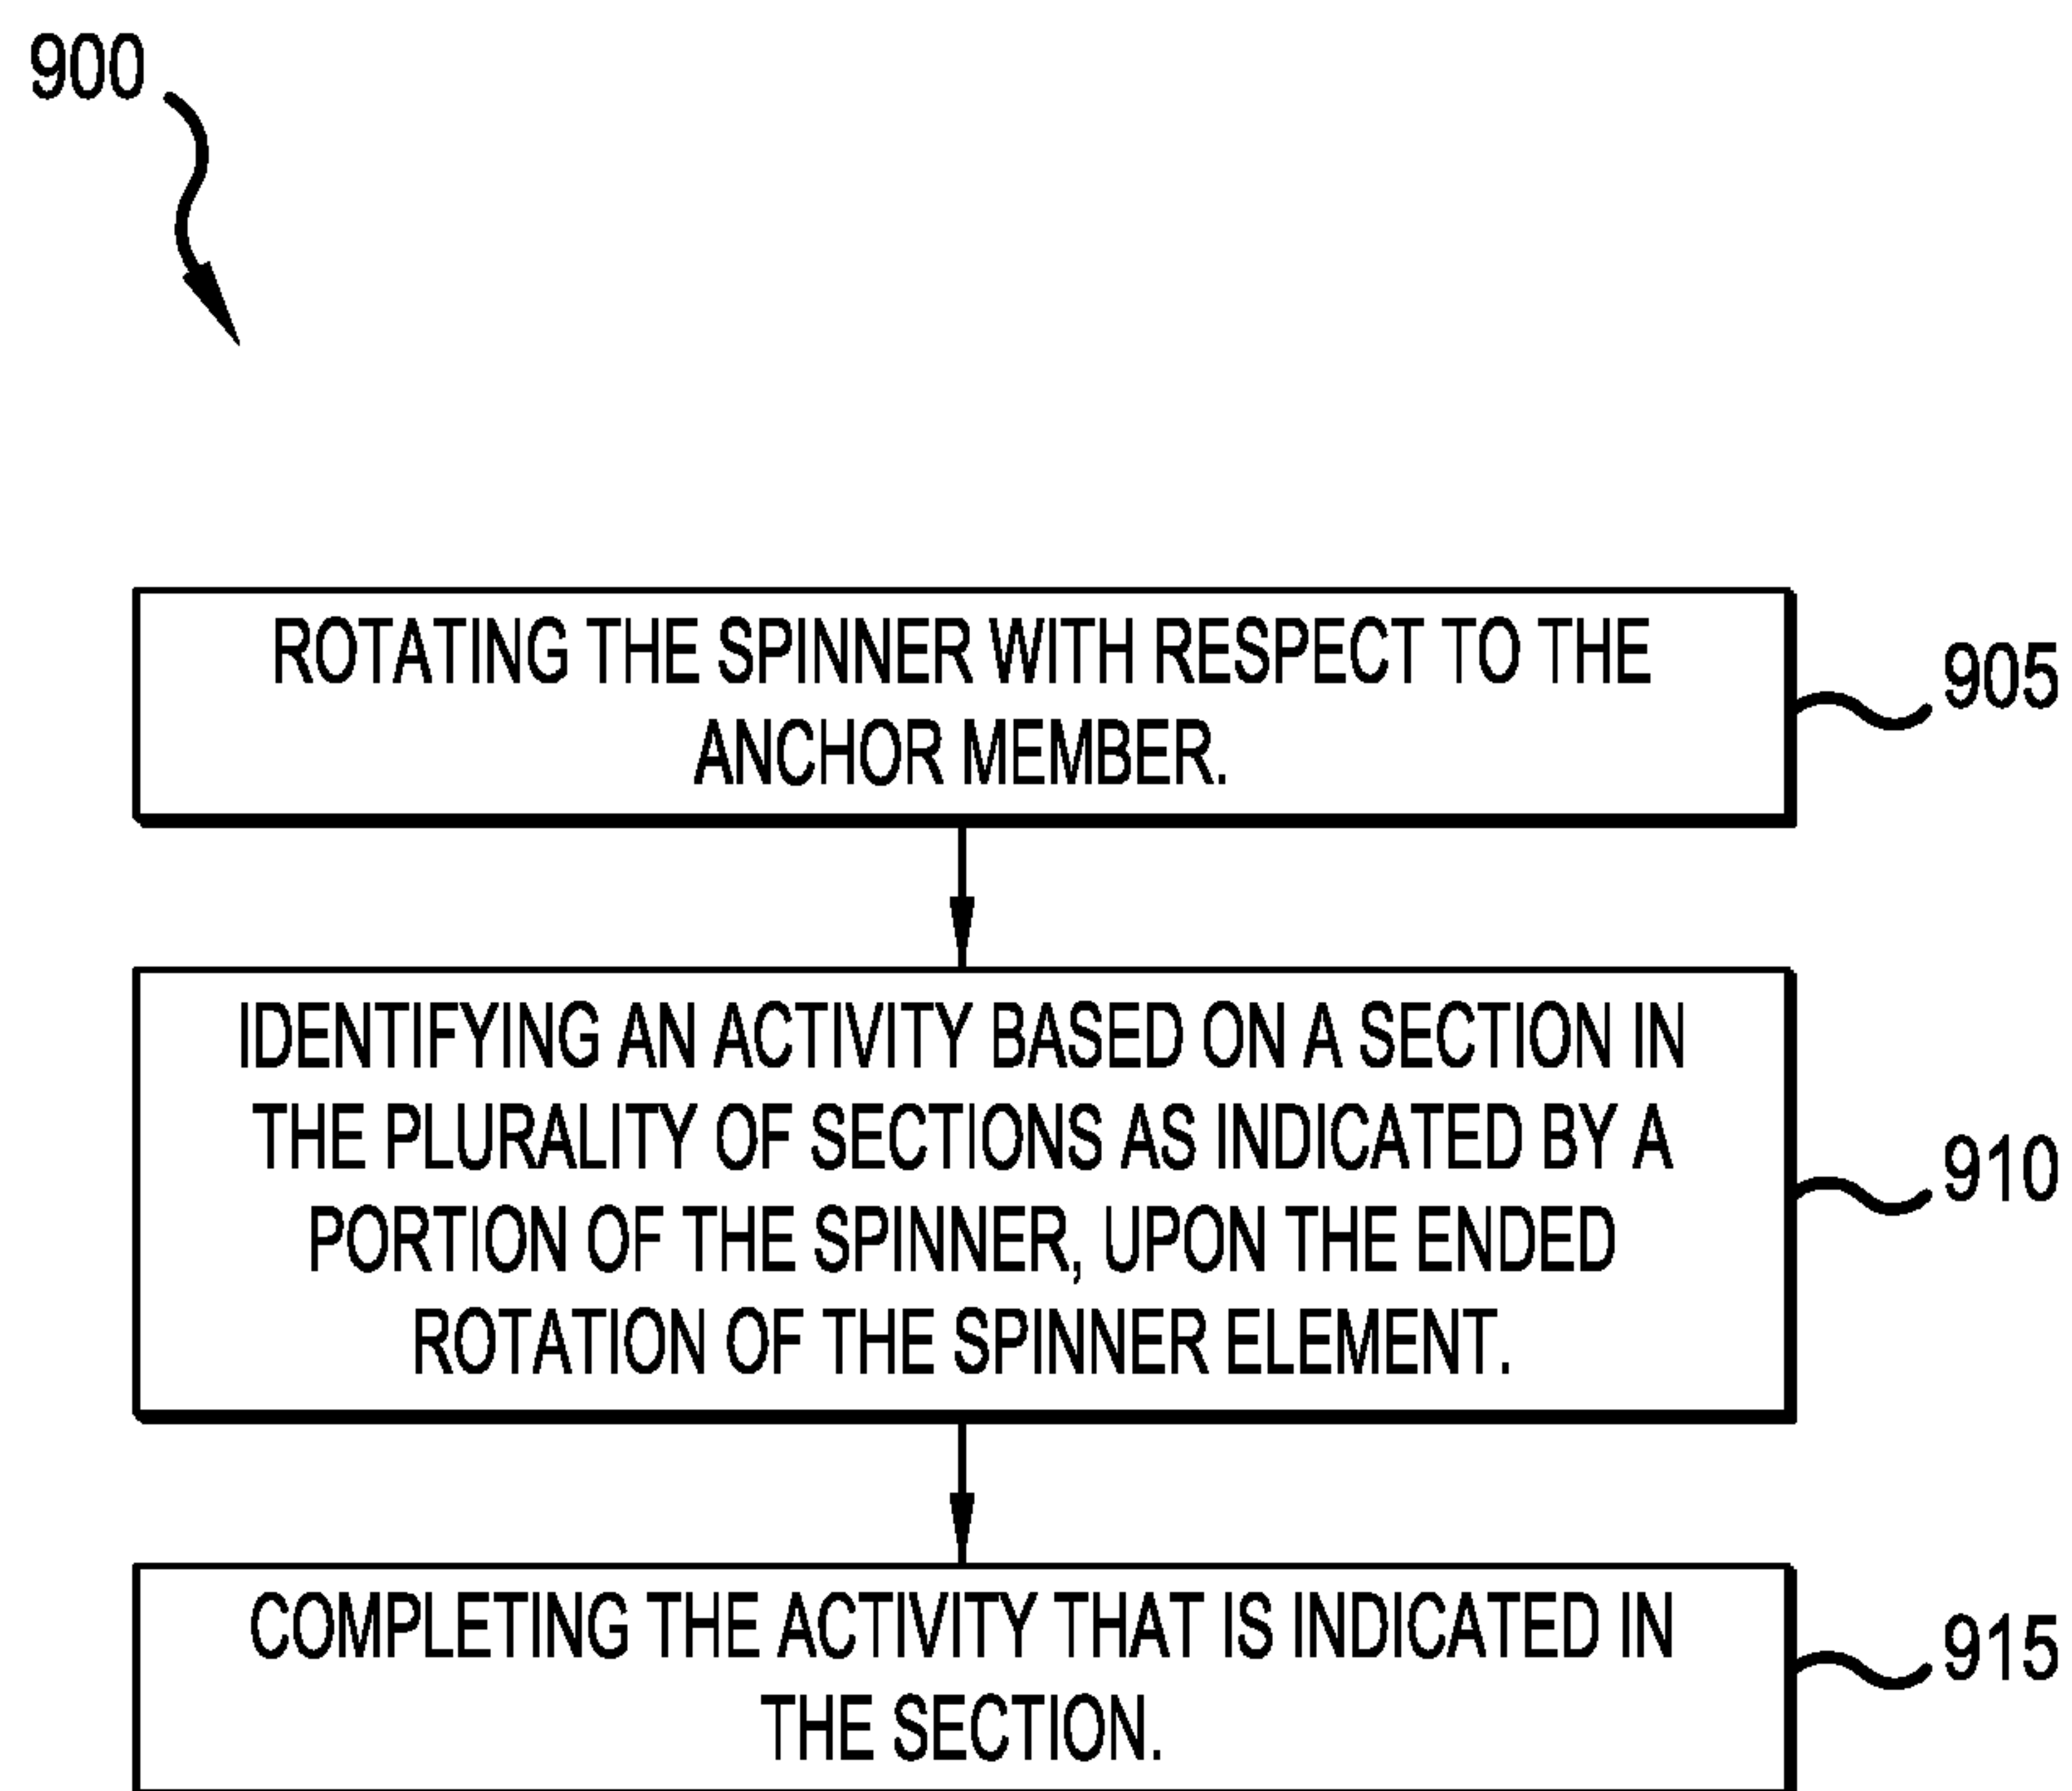 900
ROTATING THE SPINNER WITH RESPECT TO THE
ANCHOR MEMBER.
905
IDENTIFYING AN ACTIVITY BASED ON A SECTION IN
THE PLURALITY OF SECTIONS AS INDICATED BY A
PORTION OF THE SPINNER, UPON THE ENDED
ROTATION OF THE SPINNER ELEMENT.
910
COMPLETING THE ACTIVITY THAT IS INDICATED IN
THE SECTION.
915